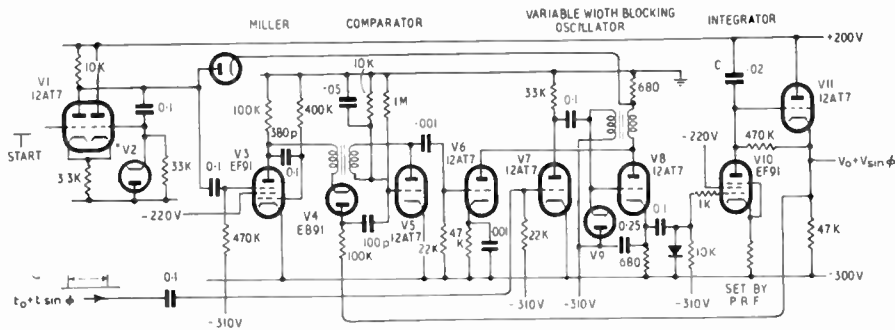 MILLER
COMPARATOR
VARIABLE WIDTH BLOCKING
OSCILLATOR
INTEGRATOR
+200V
V1
12AT7
10K
0·1
V2
33K
3·3K
START
0·1
100K
400K
380p
0·1
V3
EF91
-220V
470K
-310V
·05
10K
1M
V4
EB91
100p
100K
V5
12AT7
·001
22K
V6
12AT7
47
K
·001
-310V
V7
12AT7
33K
0·1
22K
-310V
680
V8
12AT7
V9
0·25
680
0·1
10K
-310V
C
·02
V11
12AT7
470K
-220V
V10
EF91
1K
V₀+V sin ϕ
47K
-300V
SET BY
P.R.F
t₀+t sin ϕ
0·1